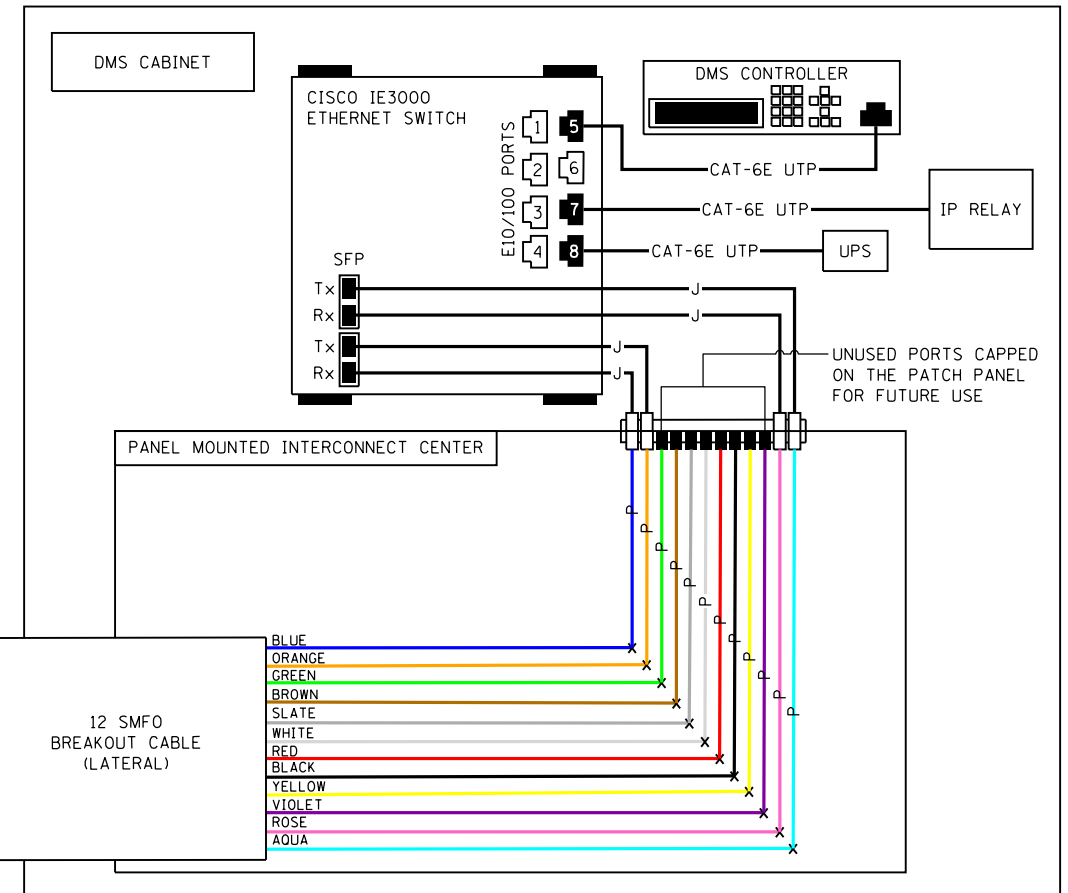 DMS CABINET
CISCO IE3000
ETHERNET SWITCH
E10/100 PORTS
1
5
2
6
3
7
4
8
DMS CONTROLLER
CAT-6E UTP
CAT-6E UTP
IP RELAY
CAT-6E UTP
UPS
SFP
Tx
J
Rx
J
Tx
J
Rx
J
UNUSED PORTS CAPPED
ON THE PATCH PANEL
FOR FUTURE USE
PANEL MOUNTED INTERCONNECT CENTER
P
P
P
P
P
P
P
P
P
P
P
P
BLUE
ORANGE
GREEN
BROWN
SLATE
WHITE
RED
BLACK
YELLOW
VIOLET
ROSE
AQUA
12 SMFO
BREAKOUT CABLE
(LATERAL)